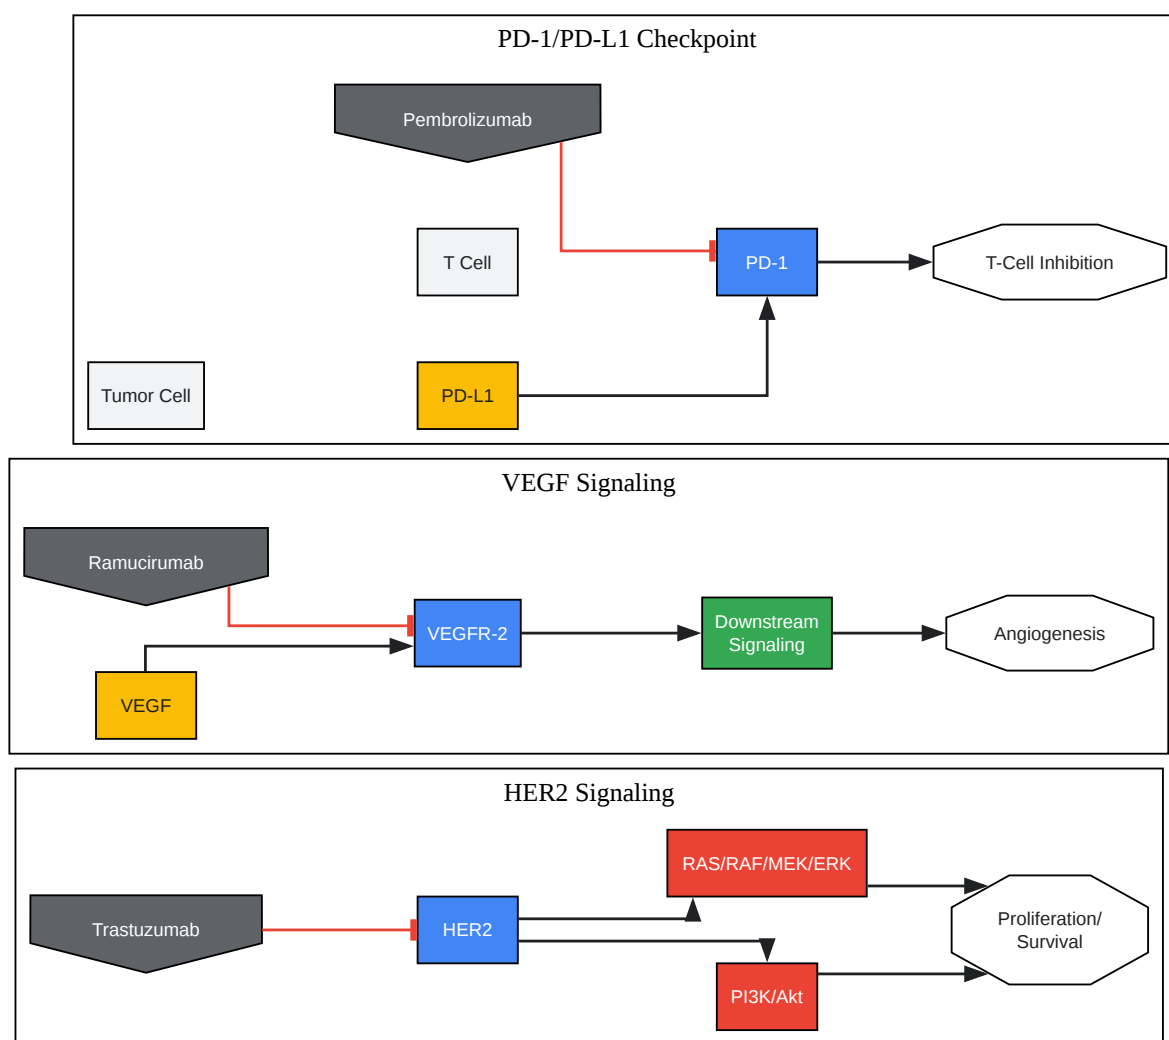 PD-1/PD-L1 Checkpoint
Pembrolizumab
T Cell
PD-1
T-Cell Inhibition
Tumor Cell
PD-L1
VEGF Signaling
Ramucirumab
VEGFR-2
Downstream
Signaling
Angiogenesis
VEGF
HER2 Signaling
RAS/RAF/MEK/ERK
Trastuzumab
HER2
Proliferation/
Survival
PI3K/Akt